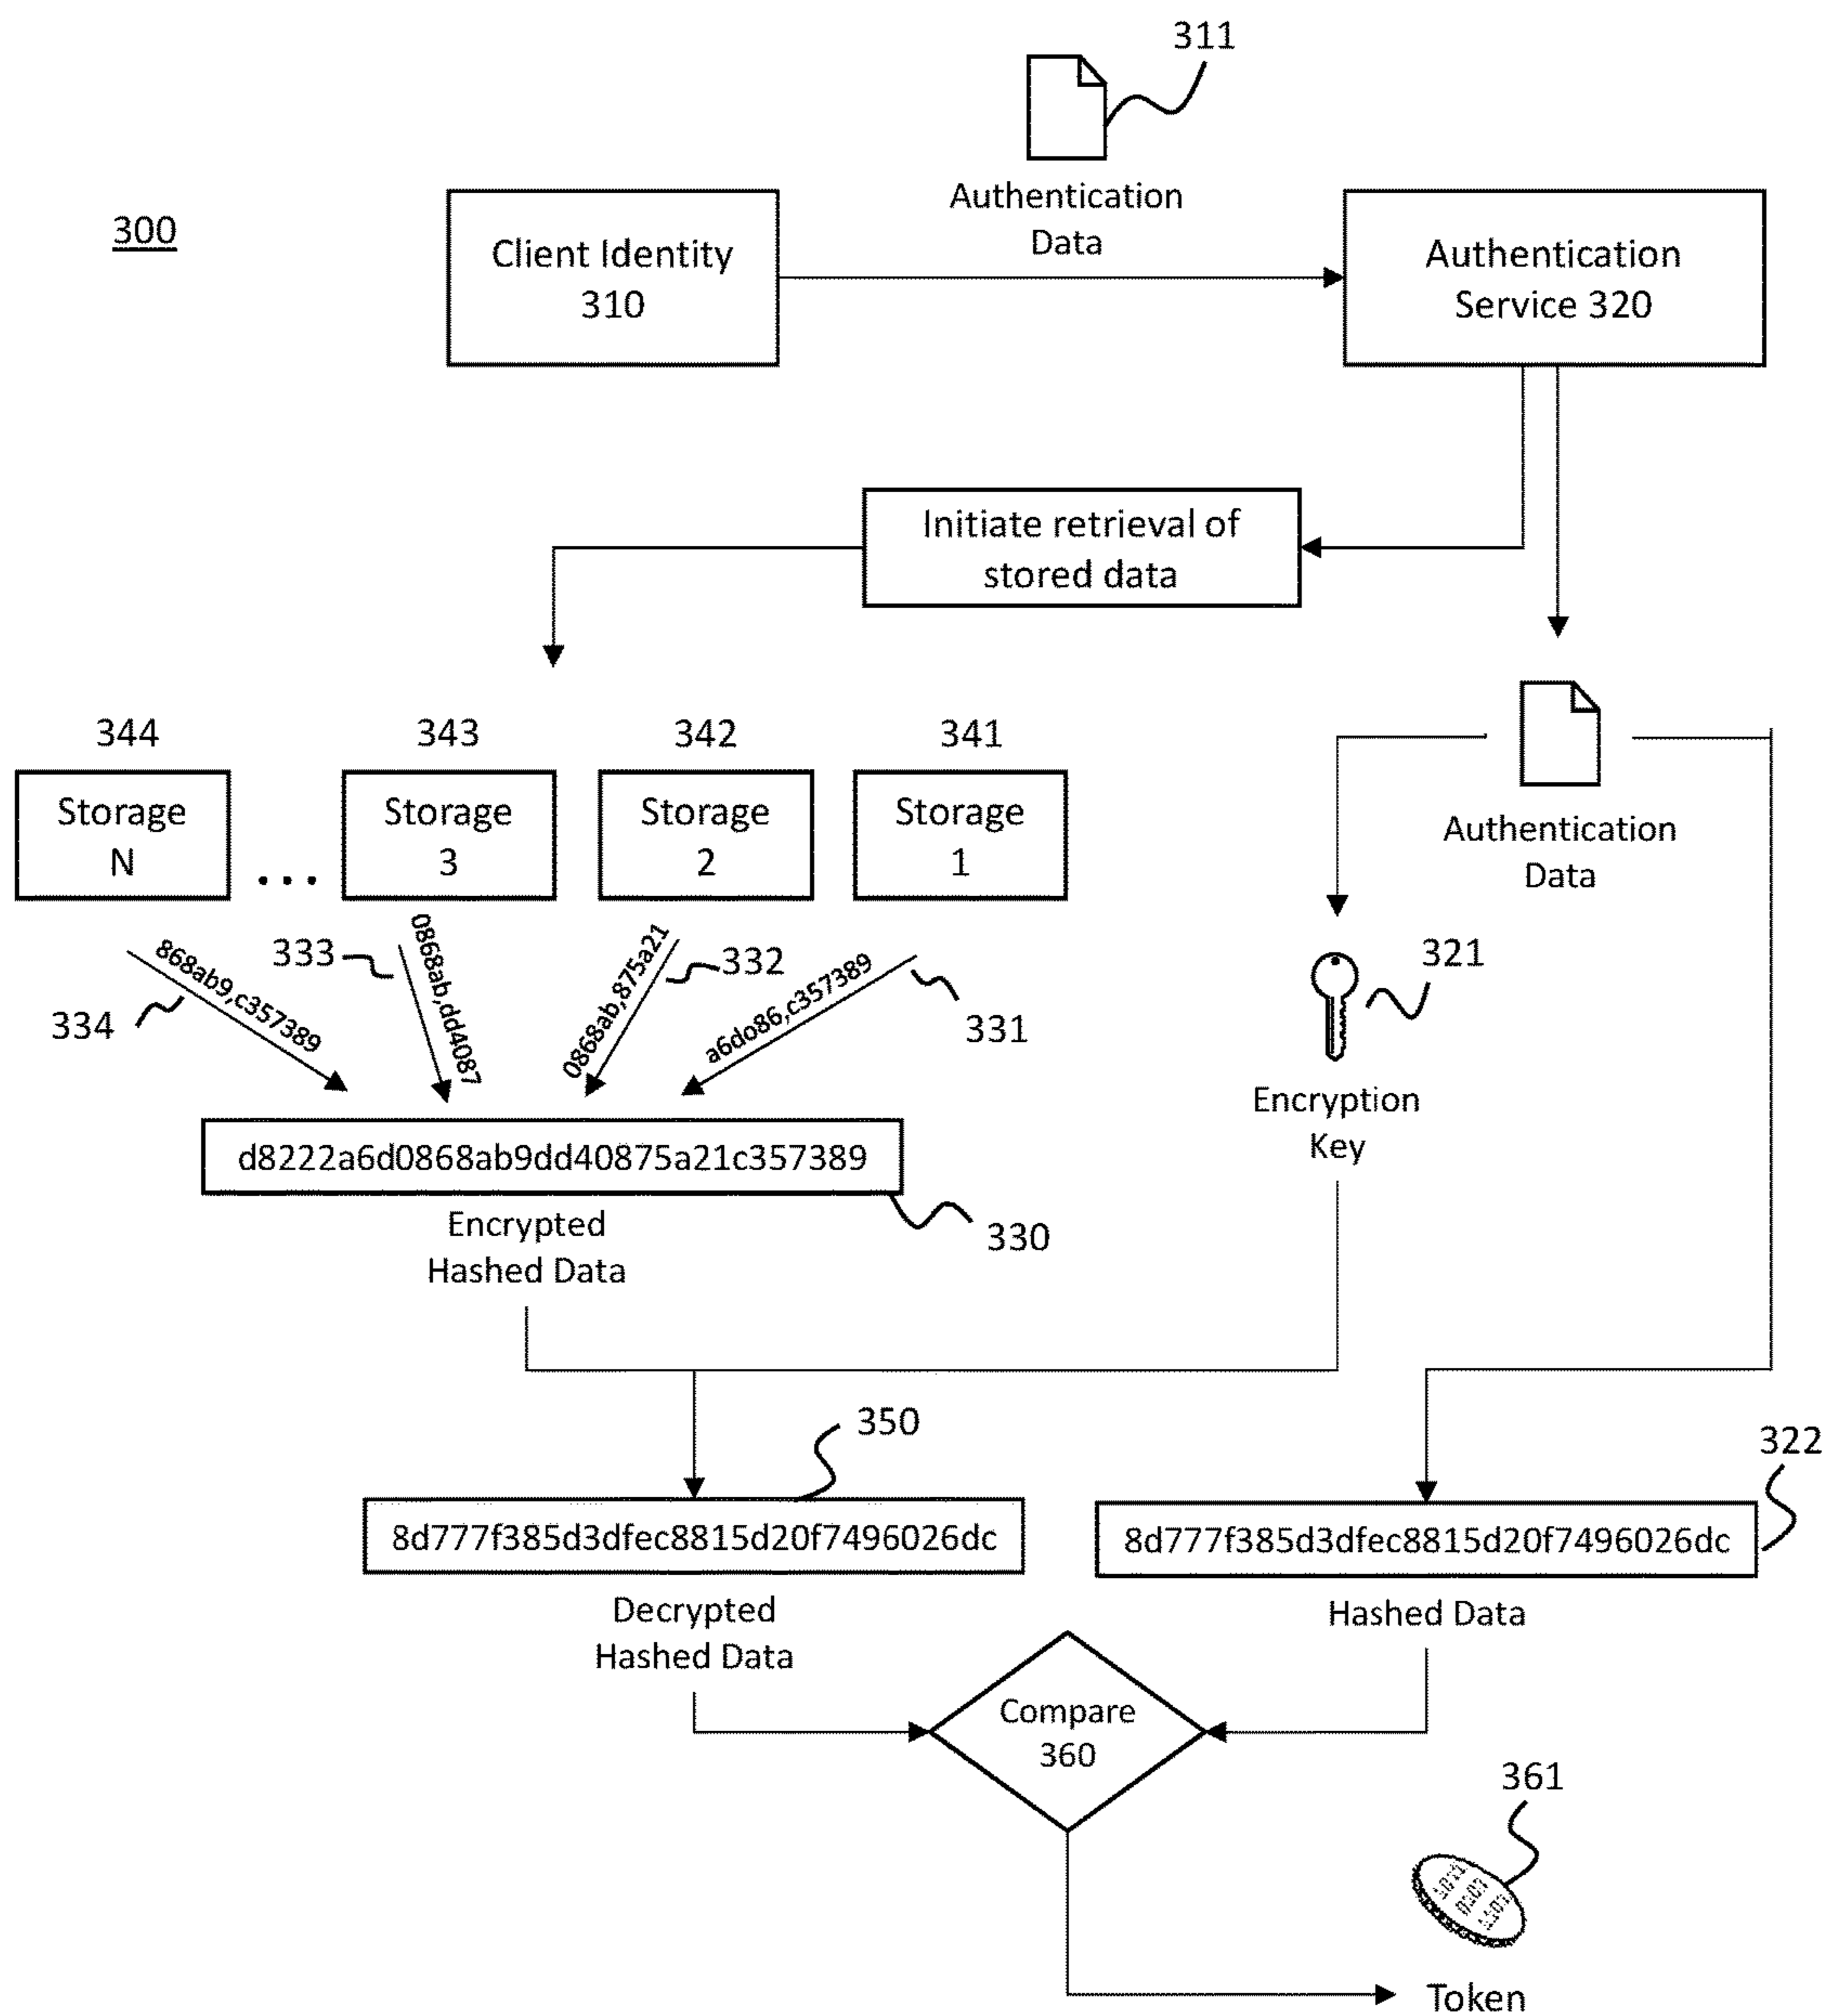 311
Authentication
Data
300
Client Identity
310
Authentication
Service 320
Initiate retrieval of
stored data
344
343
342
341
Storage
N
...
Storage
3
Storage
2
Storage
1
Authentication
Data
868ab9,c357389
334
333
0868ab,dd4087
0868ab,875a21
332
a6do86,c357389
331
321
Encryption
Key
d8222a6d0868ab9dd40875a21c357389
Encrypted
Hashed Data
330
350
322
8d777f385d3dfec8815d20f7496026dc
8d777f385d3dfec8815d20f7496026dc
Decrypted
Hashed Data
Hashed Data
Compare
360
361
Token